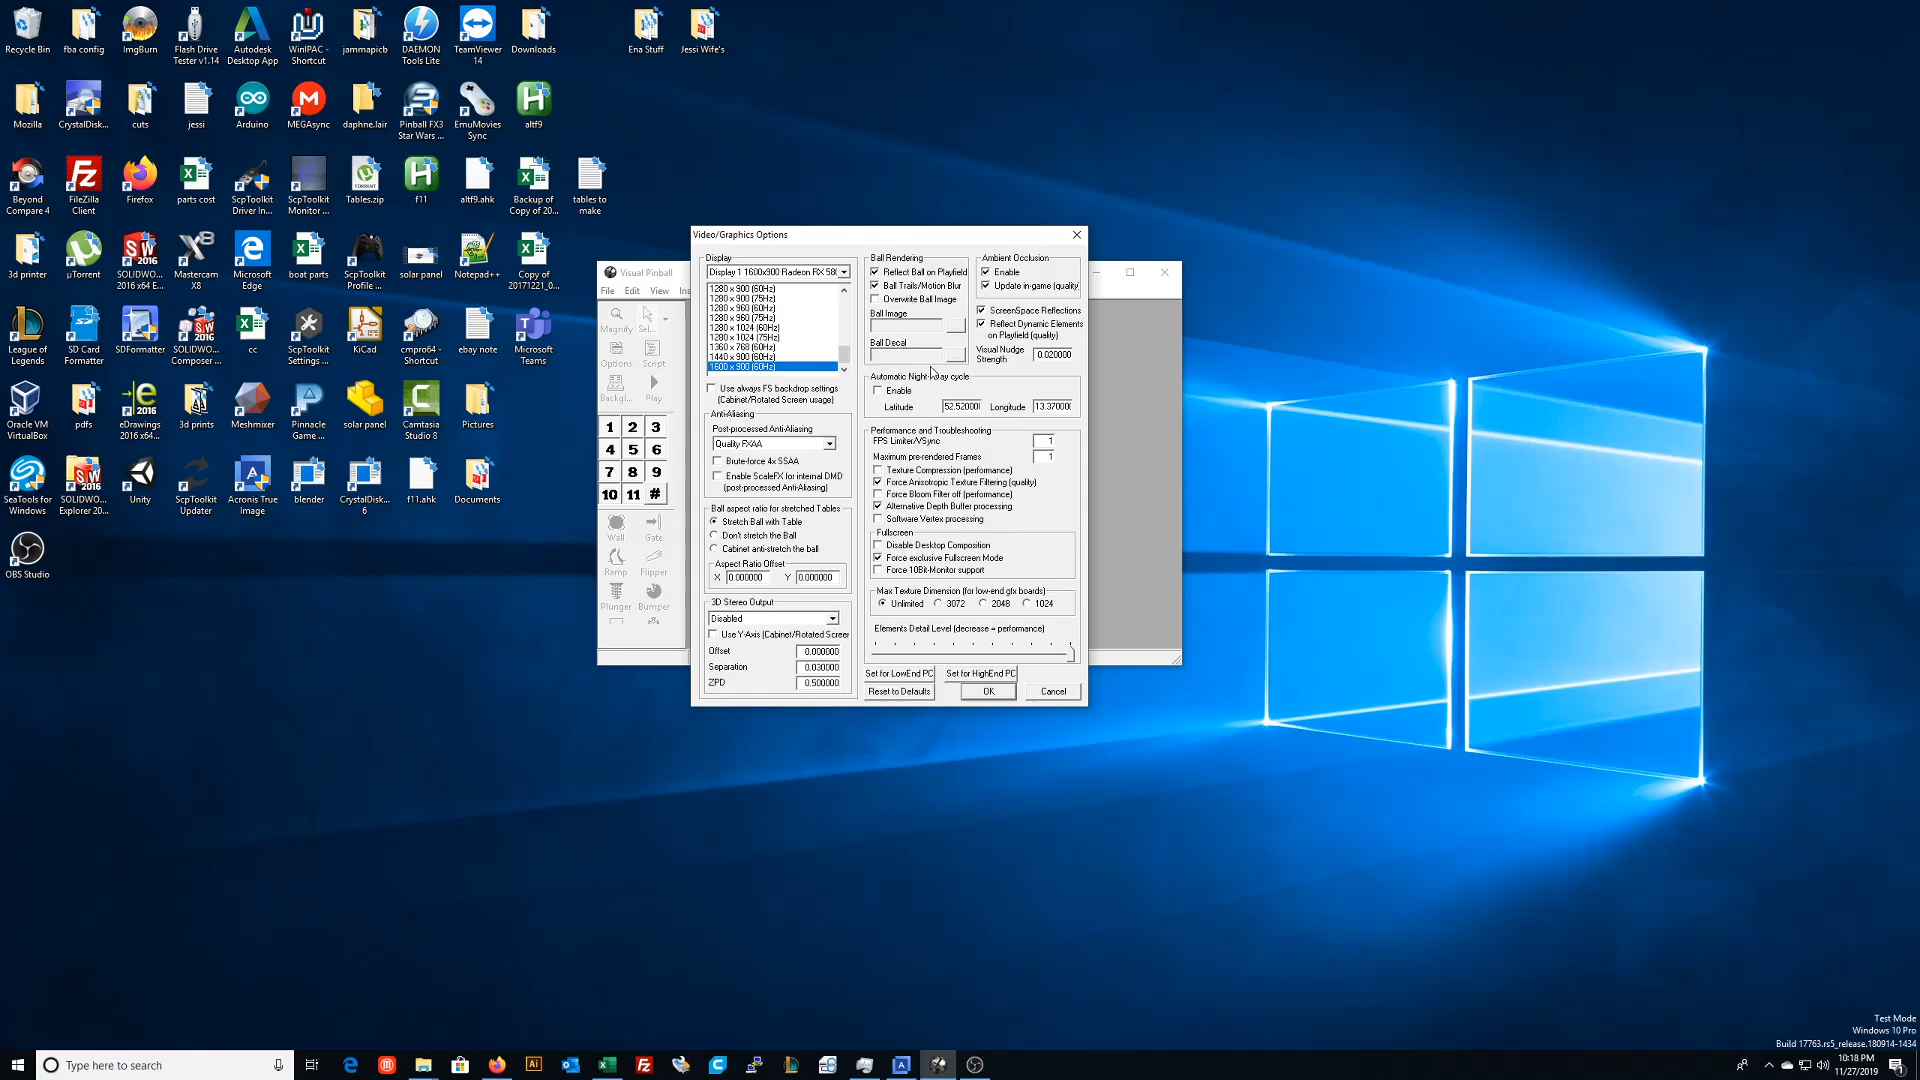 Recycle Bin
fba config
ImgBurn
Flash Drive
Tester v1.14
Autodesk
Desktop App
WinIPAC -
Shortcut
jammapicb
DAEMON
Tools Lite
TeamViewer
14
Downloads
Ena Stuff
Jessi Wife's
Mozilla
CrystalDisk...
cuts
jessi
Arduino
MEGAsync
daphne.lair
Pinball FX3
Star Wars ...
EmuMovies
Sync
altf9
Beyond
Compare 4
FileZilla
Client
Firefox
parts cost
ScpToolkit
Driver In...
ScpToolkit
Monitor ...
Tables.zip
f11
altf9.ahk
Backup of
Copy of 20...
tables to
make
3d printer
µTorrent
SOLIDWO...
2016 x64 E...
Mastercam
X8
Microsoft
Edge
boat parts
ScpToolkit
Profile ...
solar panel
Notepad++
Copy of
20171221_0...
League of
Legends
SD Card
Formatter
SDFormatter
SOLIDWO...
Composer ...
cc
ScpToolkit
Settings ...
KiCad
cmpro64 -
Shortcut
ebay note
Microsoft
Teams
Oracle VM
VirtualBox
pdfs
eDrawings
2016 x64...
3d prints
Meshmixer
Pinnacle
Game ...
solar panel
Camtasia
Studio 8
Pictures
SeaTools for
Windows
SOLIDWO...
Explorer 20...
Unity
ScpToolkit
Updater
Acronis True
Image
blender
CrystalDisk...
6
f11.ahk
Documents
OBS Studio
Visual Pinball
File Edit View Ins
Magnify Sel...
Options Script
Backgl... Play
1 2 3
4 5 6
7 8 9
10 11 #
Wall Gate
Ramp Flipper
Plunger Bumper
Video/Graphics Options
Display
Display 1 1600x900 Radeon RX 580
1280 x 900 (60Hz)
1280 x 900 (75Hz)
1280 x 960 (60Hz)
1280 x 960 (75Hz)
1280 x 1024 (60Hz)
1280 x 1024 (75Hz)
1360 x 768 (60Hz)
1440 x 900 (60Hz)
1600 x 900 (60Hz)
Use always FS backdrop settings
(Cabinet/Rotated Screen usage)
Anti-Aliasing
Post-processed Anti-Aliasing
Quality FXAA
Brute-force 4x SSAA
Enable ScaleFX for internal DMD
(post-processed Anti-Aliasing)
Ball aspect ratio for stretched Tables
Stretch Ball with Table
Don't stretch the Ball
Cabinet anti-stretch the ball
Aspect Ratio Offset
X 0.000000 Y 0.000000
3D Stereo Output
Disabled
Use Y-Axis (Cabinet/Rotated Screen
Offset 0.000000
Separation 0.030000
ZPD 0.500000
Ball Rendering
Reflect Ball on Playfield
Ball Trails/Motion Blur
Overwrite Ball Image
Ball Image
...
Ball Decal
...
Ambient Occlusion
Enable
Update in-game (quality)
ScreenSpace Reflections
Reflect Dynamic Elements
on Playfield (quality)
Visual Nudge
Strength 0.020000
Automatic Night-Day cycle
Enable
Latitude 52.520000 Longitude 13.370000
Performance and Troubleshooting
FPS Limiter/VSync 1
Maximum pre-rendered Frames 1
Texture Compression (performance)
Force Anisotropic Texture Filtering (quality)
Force Bloom Filter off (performance)
Alternative Depth Buffer processing
Software Vertex processing
Fullscreen
Disable Desktop Composition
Force exclusive Fullscreen Mode
Force 10Bit-Monitor support
Max Texture Dimension (for low-end gfx boards)
Unlimited 3072 2048 1024
Elements Detail Level (decrease = performance)
Set for LowEnd PC Set for HighEnd PC
Reset to Defaults OK Cancel
Test Mode
Windows 10 Pro
Build 17763.rs5_release.180914-1434
Type here to search
10:18 PM
11/27/2019